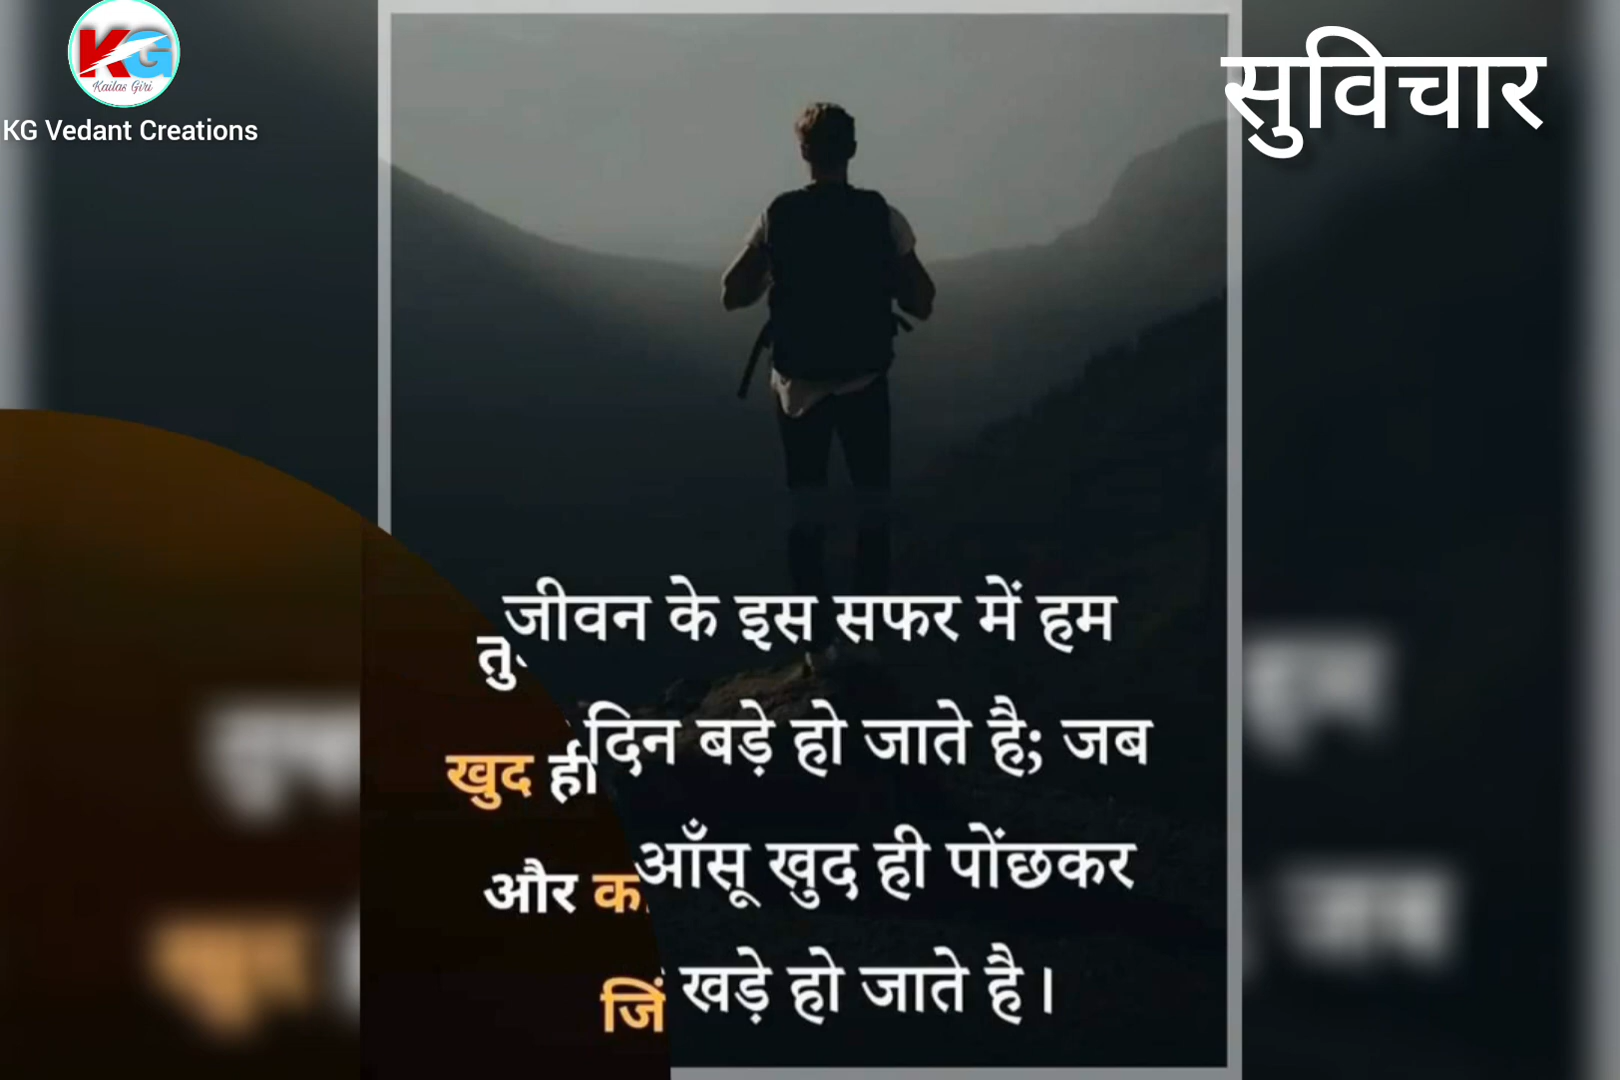 KG
Kailas Giri
KG Vedant Creations
सुविचार
जीवन के इस सफर में हम
दिन बड़े हो जाते है; जब
आँसू खुद ही पोंछकर
खड़े हो जाते है।
खुद ही
और